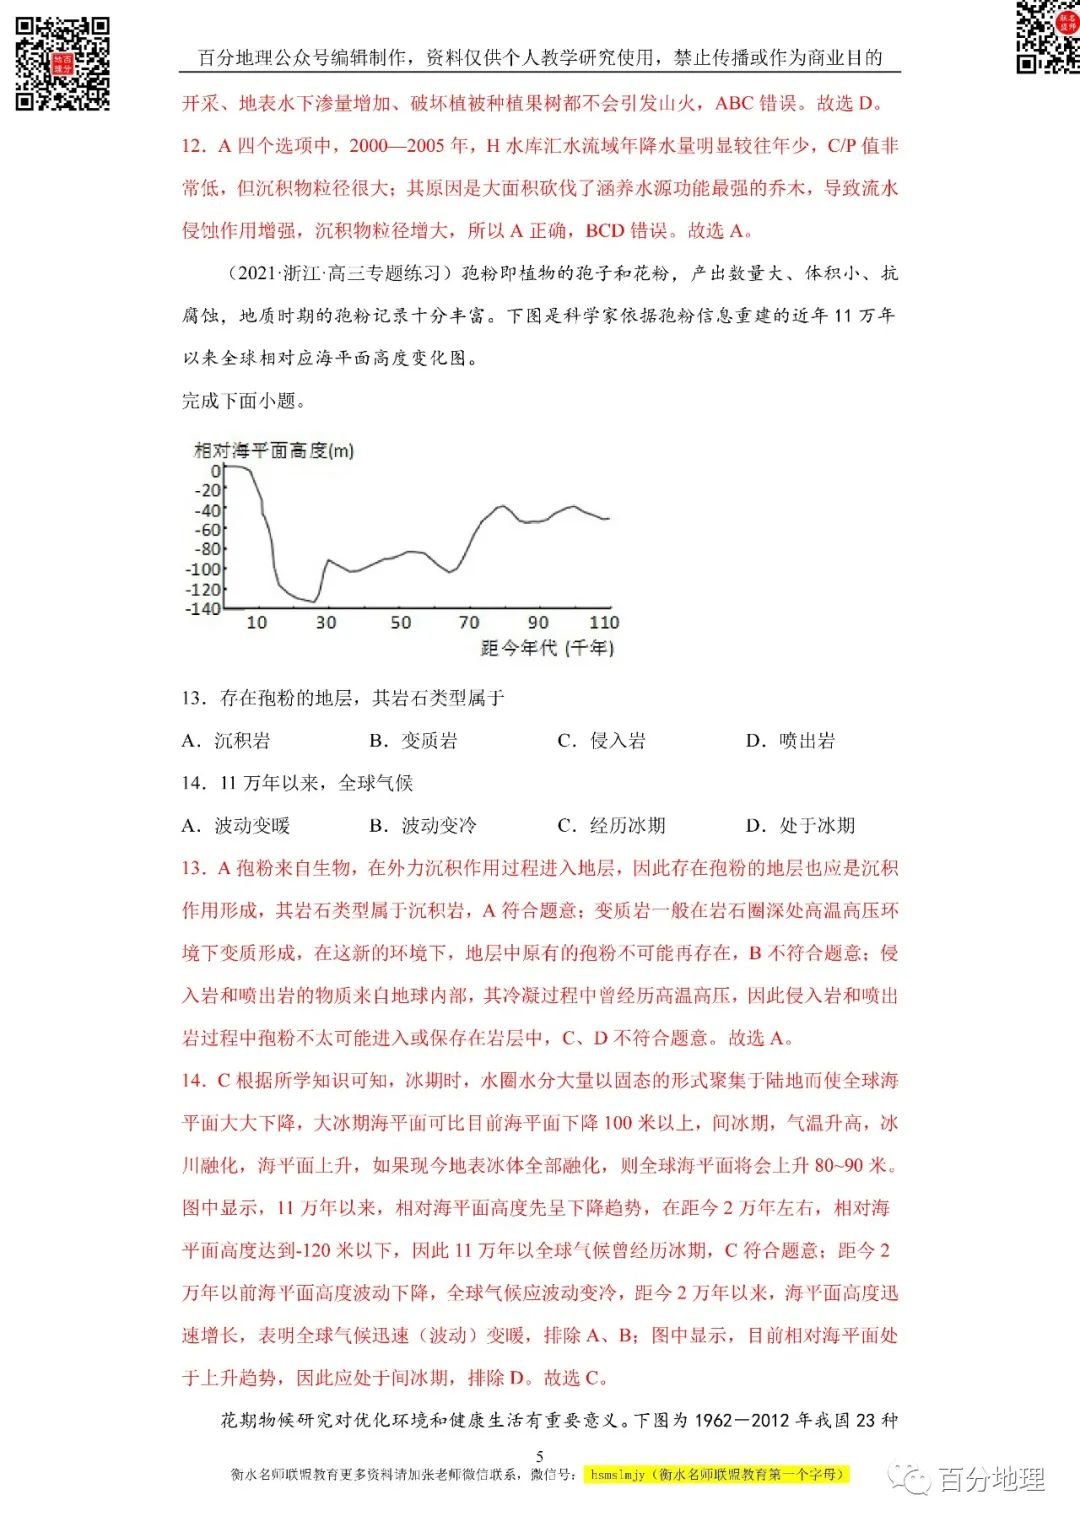 百分地理公众号编辑制作，资料仅供个人教学研究使用，禁止传播或作为商业目的
开采、地表水下渗量增加、破坏植被种植果树都不会引发山火，ABC 错误。故选 D。
12．A 四个选项中，2000—2005 年，H 水库汇水流域年降水量明显较往年少，C/P 值非
常低，但沉积物粒径很大；其原因是大面积砍伐了涵养水源功能最强的乔木，导致流水
侵蚀作用增强，沉积物粒径增大，所以 A 正确，BCD 错误。故选 A。
（2021·浙江·高三专题练习）孢粉即植物的孢子和花粉，产出数量大、体积小、抗
腐蚀，地质时期的孢粉记录十分丰富。下图是科学家依据孢粉信息重建的近年 11 万年
以来全球相对应海平面高度变化图。
完成下面小题。
相对海平面高度(m)
0
-20
-40
-60
-80
-100
-120
-140
10 30 50 70 90 110
距今年代 (千年)
13．存在孢粉的地层，其岩石类型属于
A．沉积岩 B．变质岩 C．侵入岩 D．喷出岩
14．11 万年以来，全球气候
A．波动变暖 B．波动变冷 C．经历冰期 D．处于冰期
13．A 孢粉来自生物，在外力沉积作用过程进入地层，因此存在孢粉的地层也应是沉积
作用形成，其岩石类型属于沉积岩，A 符合题意；变质岩一般在岩石圈深处高温高压环
境下变质形成，在这新的环境下，地层中原有的孢粉不可能再存在，B 不符合题意；侵
入岩和喷出岩的物质来自地球内部，其冷凝过程中曾经历高温高压，因此侵入岩和喷出
岩过程中孢粉不太可能进入或保存在岩层中，C、D 不符合题意。故选 A。
14．C 根据所学知识可知，冰期时，水圈水分大量以固态的形式聚集于陆地而使全球海
平面大大下降，大冰期海平面可比目前海平面下降 100 米以上，间冰期，气温升高，冰
川融化，海平面上升，如果现今地表冰体全部融化，则全球海平面将会上升 80~90 米。
图中显示，11 万年以来，相对海平面高度先呈下降趋势，在距今 2 万年左右，相对海
平面高度达到-120 米以下，因此 11 万年以全球气候曾经历冰期，C 符合题意；距今 2
万年以前海平面高度波动下降，全球气候应波动变冷，距今 2 万年以来，海平面高度迅
速增长，表明全球气候迅速（波动）变暖，排除 A、B；图中显示，目前相对海平面处
于上升趋势，因此应处于间冰期，排除 D。故选 C。
花期物候研究对优化环境和健康生活有重要意义。下图为 1962－2012 年我国 23 种
5
衡水名师联盟教育更多资料请加张老师微信联系，微信号： hsmslmjy（衡水名师联盟教育第一个字母）
百分地理